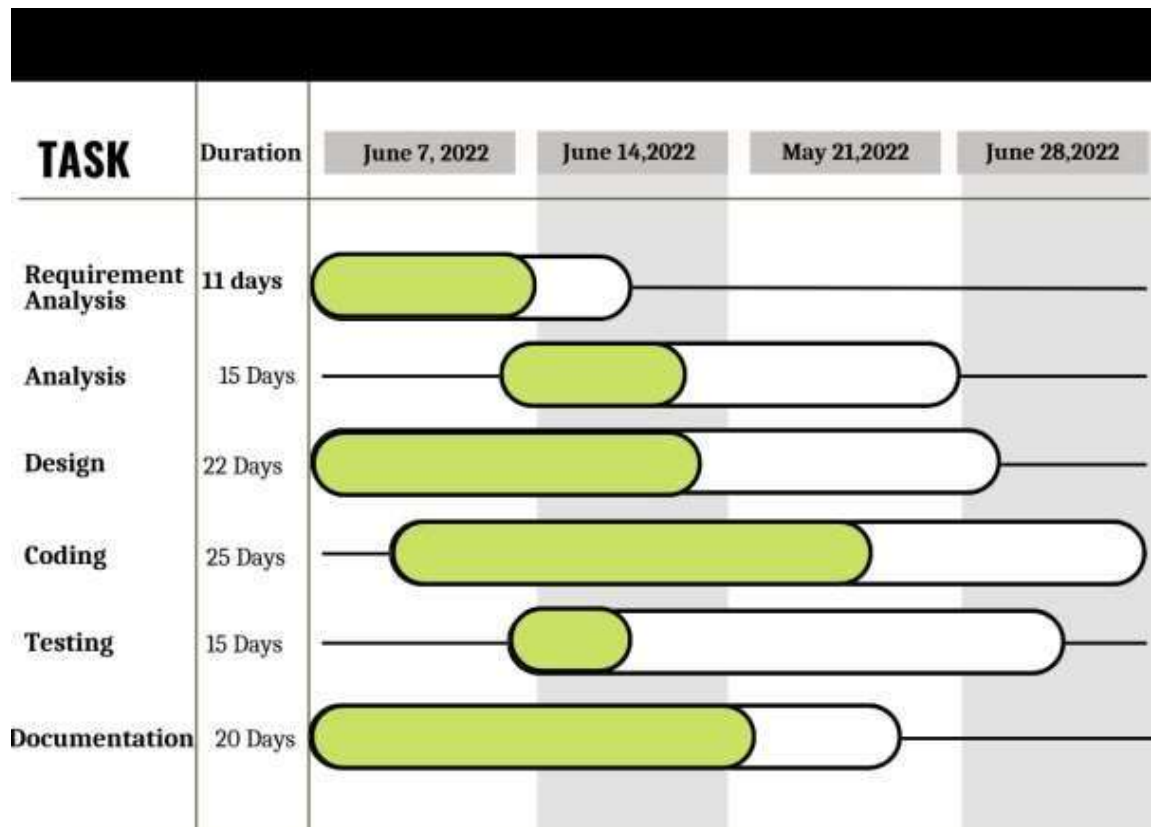 TASK Duration June 7, 2022 June 14,2022 May 21,2022 June 28,2022
Requirement 11 days
Analysis
Analysis 15 Days
Design 22 Days
Coding 25 Days
Testing 15 Days
Documentation 20 Days